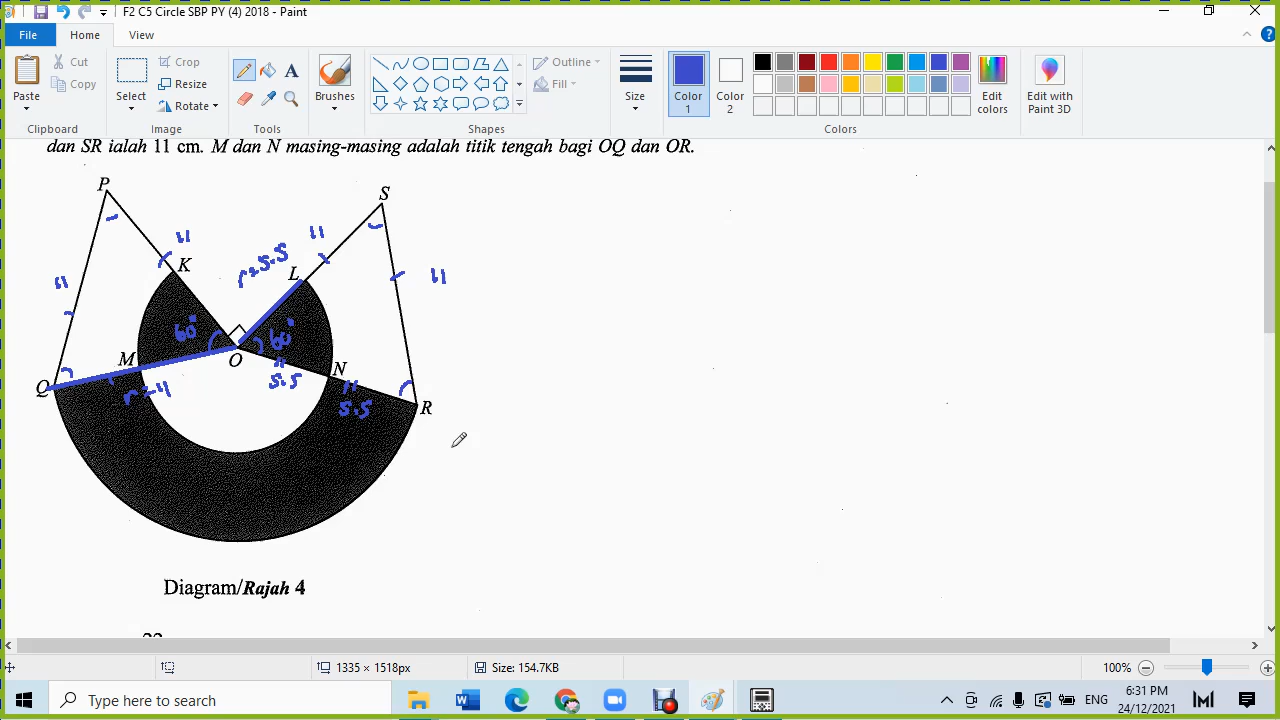 F2 C5 Circle SBP PY (4) 2018 - Paint
File Home View
Paste Cut Copy Clipboard
Select Crop Resize Rotate Image
A Tools
Brushes
Outline Fill Shapes
Size
Color 1 Color 2 Edit colors Colors
Edit with Paint 3D
dan SR ialah 11 cm. M dan N masing-masing adalah titik tengah bagi OQ dan OR.
P S
11 11
K r=5.5 L
11 11
60° 60°
M O N
5.5
Q r=11 5.5 R
Diagram/Rajah 4
100%
1335 × 1518px Size: 154.7KB
Type here to search
ENG 6:31 PM
24/12/2021